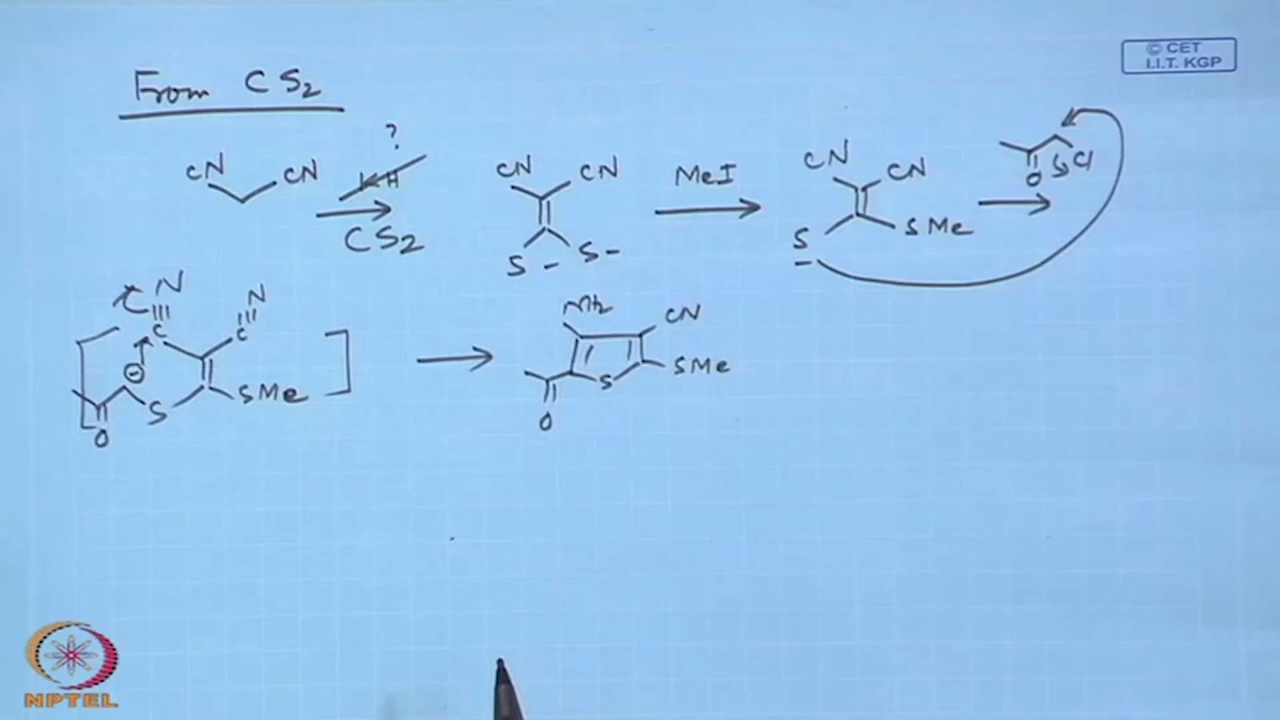 © CET
I.I.T. KGP
From CS2
?
CN CN
CS2
CN CN
S - S -
MeI
CN CN
S SMe
O Cl
N N
C C
O S SMe
NH2 CN
S SMe
O
NPTEL